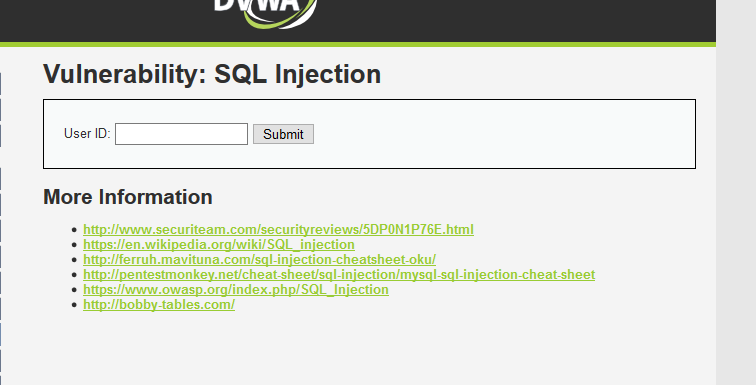 DVWA
Vulnerability: SQL Injection
User ID: Submit
More Information
http://www.securiteam.com/securityreviews/5DP0N1P76E.html
https://en.wikipedia.org/wiki/SQL_injection
http://ferruh.mavituna.com/sql-injection-cheatsheet-oku/
http://pentestmonkey.net/cheat-sheet/sql-injection/mysql-sql-injection-cheat-sheet
https://www.owasp.org/index.php/SQL_Injection
http://bobby-tables.com/